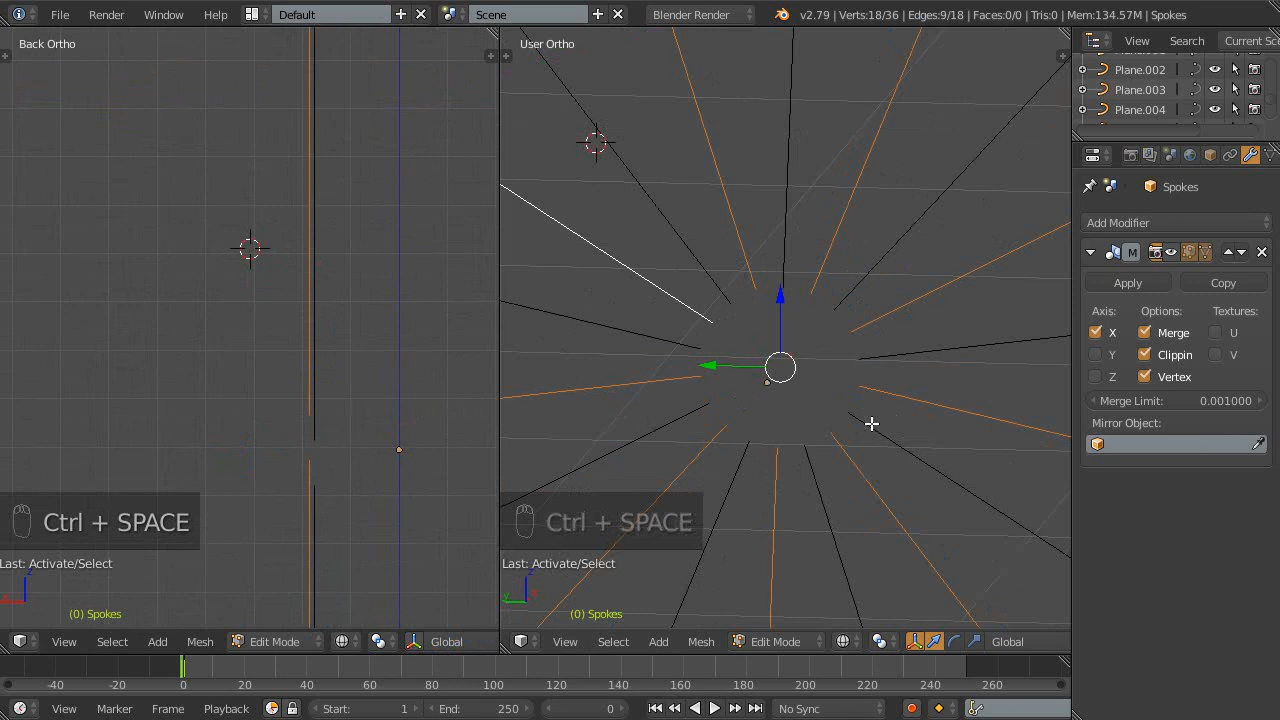 File Render Window Help Default Scene Blender Render v2.79 | Verts:18/36 | Edges:9/18 | Faces:0/0 | Tris:0 | Mem:134.57M | Spokes
Back Ortho
User Ortho
View Search Current Sc
Plane.002
Plane.003
Plane.004
Spokes
Add Modifier
M
Apply Copy
Axis: Options: Textures:
X Merge U
Y Clippin V
Z Vertex
Merge Limit: 0.001000
Mirror Object:
Ctrl + SPACE
Ctrl + SPACE
Last: Activate/Select
Last: Activate/Select
z
z
x
y
x
(0) Spokes
(0) Spokes
View Select Add Mesh Edit Mode Global
View Select Add Mesh Edit Mode Global
-40 -20 0 20 40 60 80 100 120 140 160 180 200 220 240 260
View Marker Frame Playback Start: 1 End: 250 0 No Sync